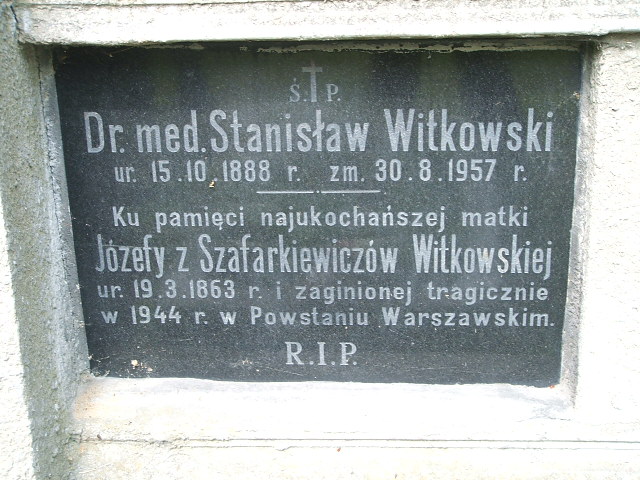 Ś.†P.
Dr. med. Stanisław Witkowski
ur. 15.10.1888 r. zm. 30.8.1957 r.
Ku pamięci najukochańszej matki
Józefy z Szafarkiewiczów Witkowskiej
ur. 19.3.1863 r. i zaginionej tragicznie
w 1944 r. w Powstaniu Warszawskim.
R.I.P.